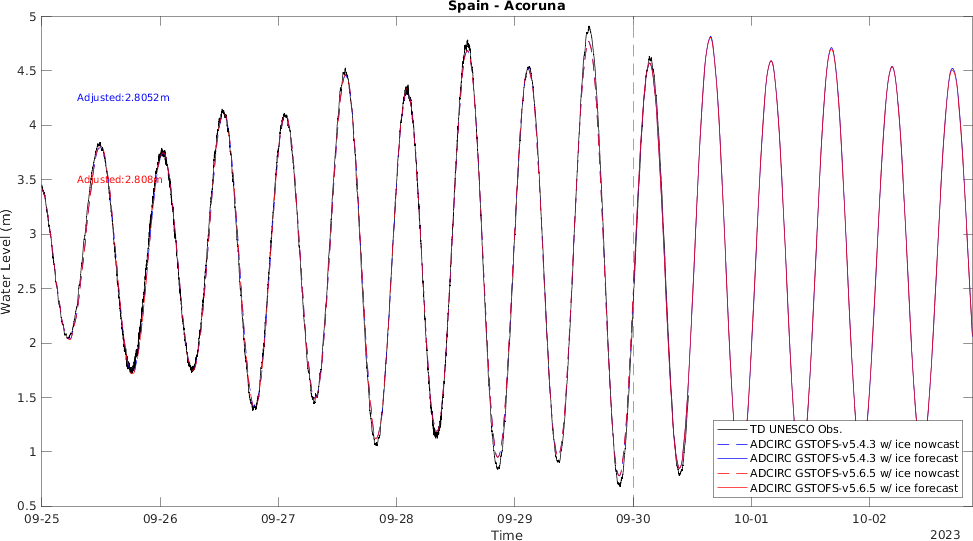 Spain - Acoruna
5
4.5
4
3.5
3
2.5
2
1.5
1
0.5
Water Level (m)
Adjusted:2.8052m
Adjusted:2.808m
TD UNESCO Obs.
ADCIRC GSTOFS-v5.4.3 w/ ice nowcast
ADCIRC GSTOFS-v5.4.3 w/ ice forecast
ADCIRC GSTOFS-v5.6.5 w/ ice nowcast
ADCIRC GSTOFS-v5.6.5 w/ ice forecast
09-25 09-26 09-27 09-28 09-29 09-30 10-01 10-02
Time
2023